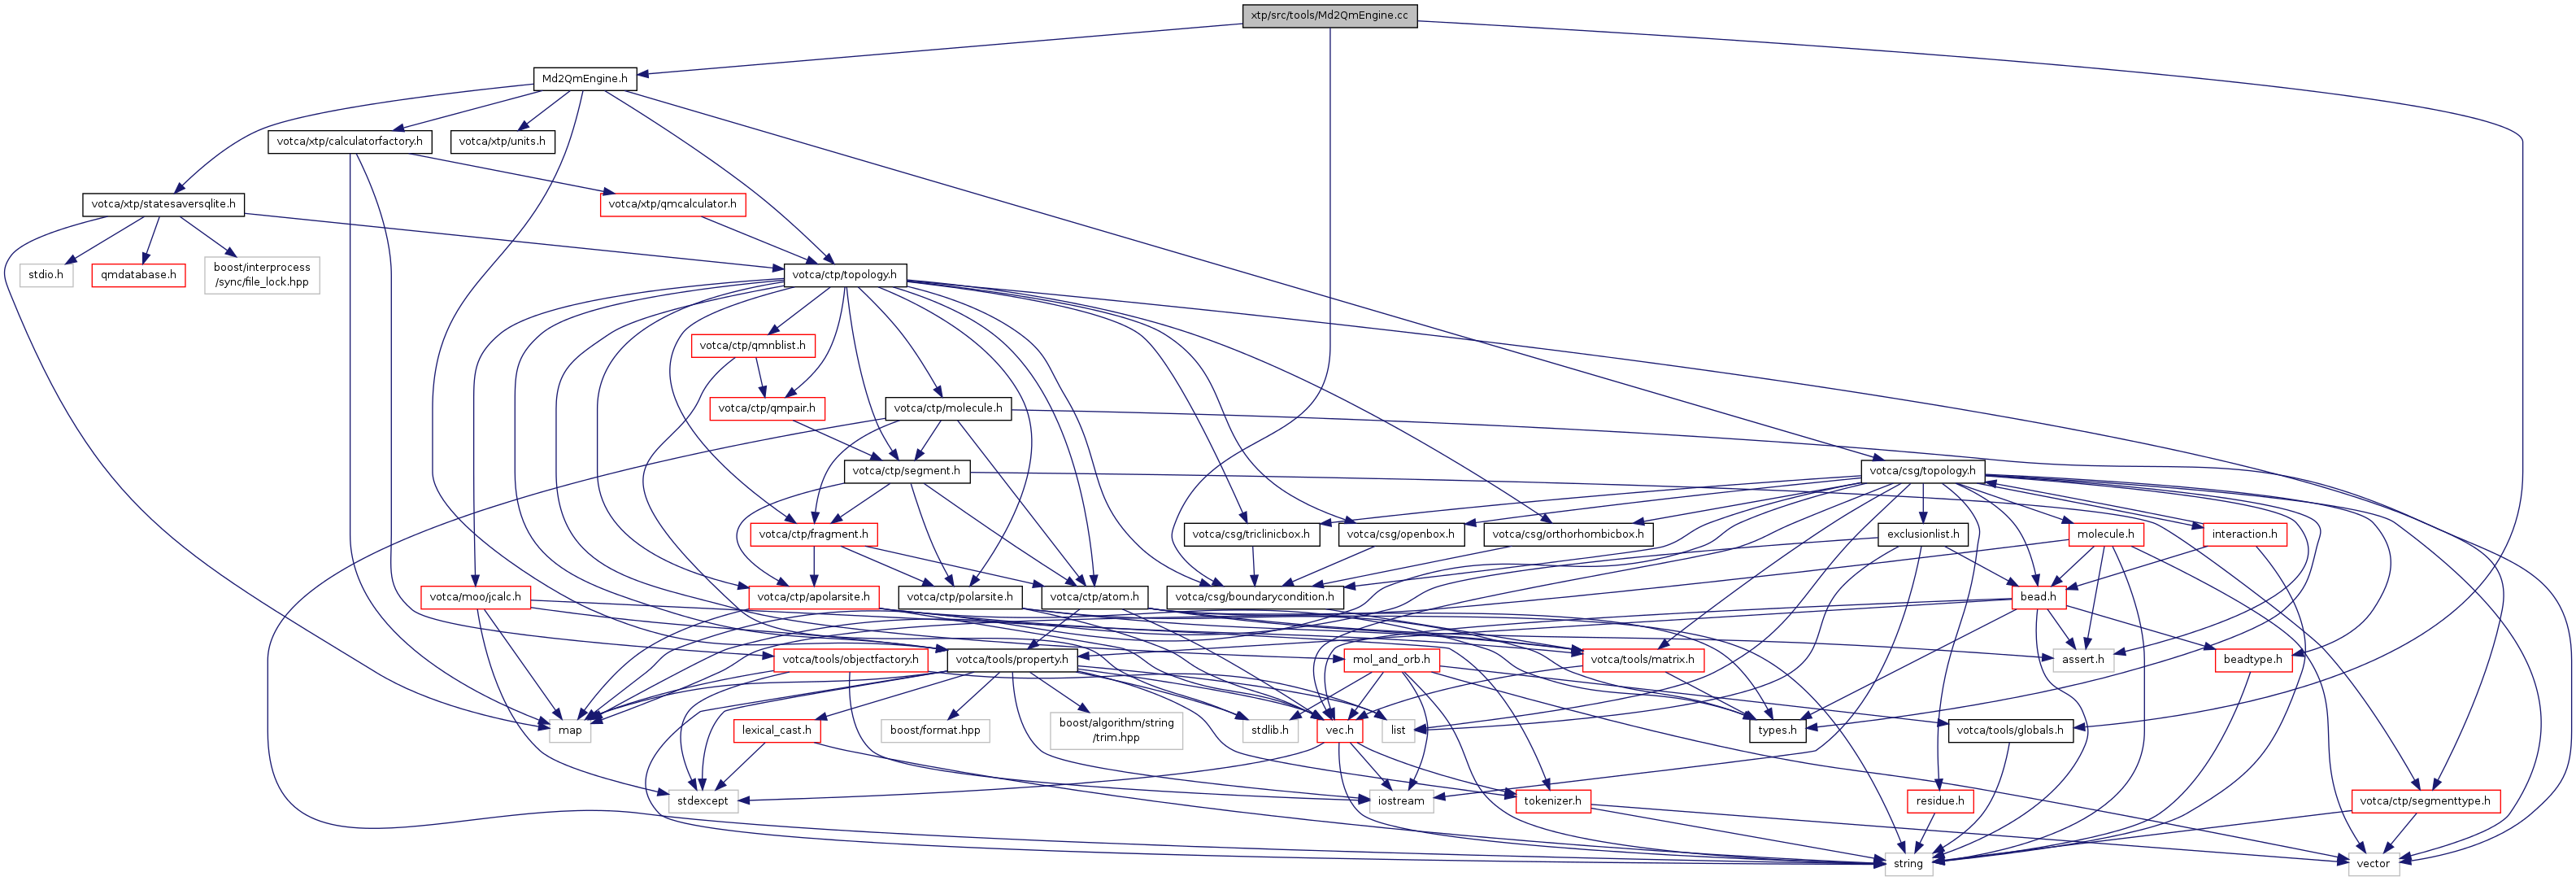 xtp/src/tools/Md2QmEngine.cc
Md2QmEngine.h
votca/xtp/calculatorfactory.h
votca/xtp/units.h
votca/xtp/statesaversqlite.h
votca/xtp/qmcalculator.h
stdio.h
qmdatabase.h
boost/interprocess
/sync/file_lock.hpp
votca/ctp/topology.h
votca/ctp/qmnblist.h
votca/ctp/qmpair.h
votca/ctp/molecule.h
votca/ctp/segment.h
votca/csg/topology.h
votca/ctp/fragment.h
votca/csg/triclinicbox.h
votca/csg/openbox.h
votca/csg/orthorhombicbox.h
exclusionlist.h
molecule.h
interaction.h
votca/moo/jcalc.h
votca/ctp/apolarsite.h
votca/ctp/polarsite.h
votca/ctp/atom.h
votca/csg/boundarycondition.h
bead.h
votca/tools/objectfactory.h
votca/tools/property.h
mol_and_orb.h
votca/tools/matrix.h
assert.h
beadtype.h
map
lexical_cast.h
boost/format.hpp
boost/algorithm/string
/trim.hpp
stdlib.h
vec.h
list
types.h
votca/tools/globals.h
stdexcept
iostream
tokenizer.h
residue.h
votca/ctp/segmenttype.h
string
vector